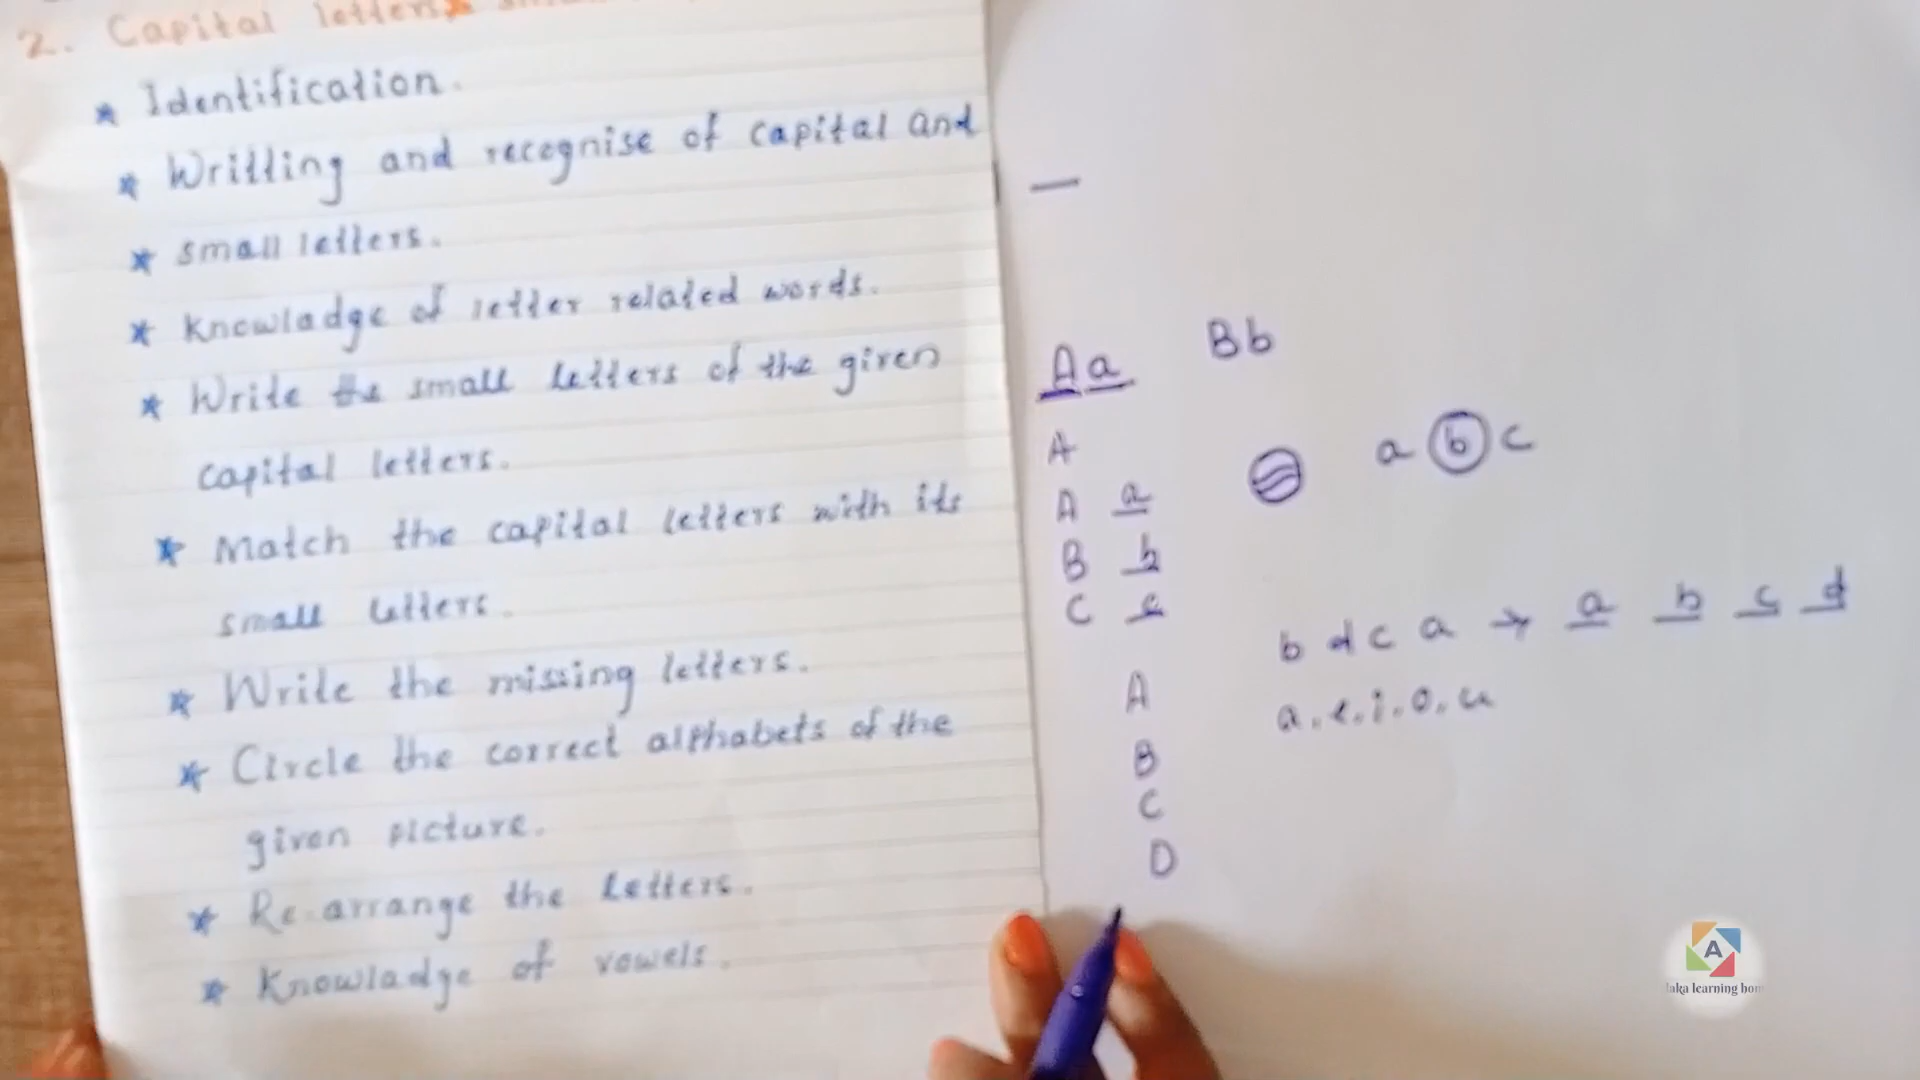 2. Capital letters
* Identification.
* Writting and recognise of capital and
* small letters.
* Knowladge of letter related words.
* Write the small letters of the given
capital letters.
* Match the capital letters with its
small letters.
* Write the missing letters.
* Circle the correct alphabets of the
given picture.
* Re-arrange the letters.
* Knowladge of vowels.
Aa Bb
A
a b c
A a
B b
C c
b d c a → a b c d
A
a.e.i.o.u
B
C
D
A
learning